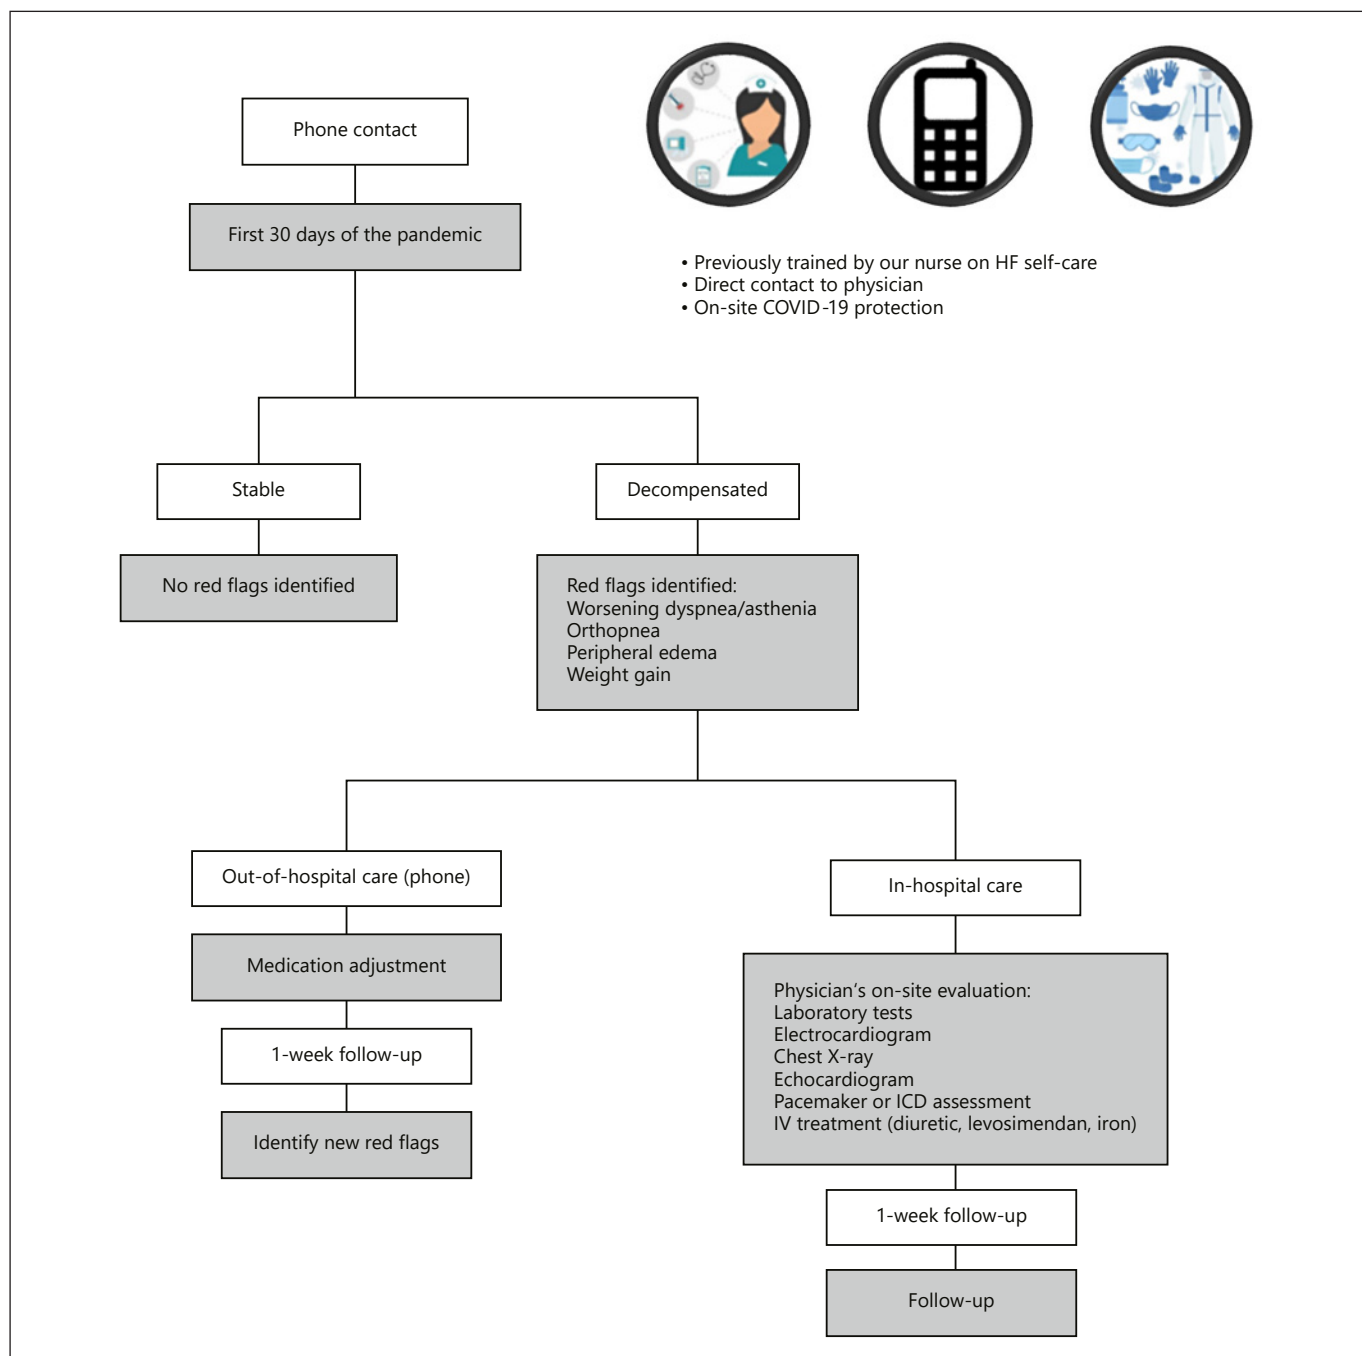 Phone contact
First 30 days of the pandemic
• Previously trained by our nurse on HF self-care
• Direct contact to physician
• On-site COVID-19 protection
Stable
Decompensated
No red flags identified
Red flags identified:
Worsening dyspnea/asthenia
Orthopnea
Peripheral edema
Weight gain
Out-of-hospital care (phone)
In-hospital care
Medication adjustment
Physician's on-site evaluation:
Laboratory tests
Electrocardiogram
Chest X-ray
Echocardiogram
Pacemaker or ICD assessment
IV treatment (diuretic, levosimendan, iron)
1-week follow-up
Identify new red flags
1-week follow-up
Follow-up